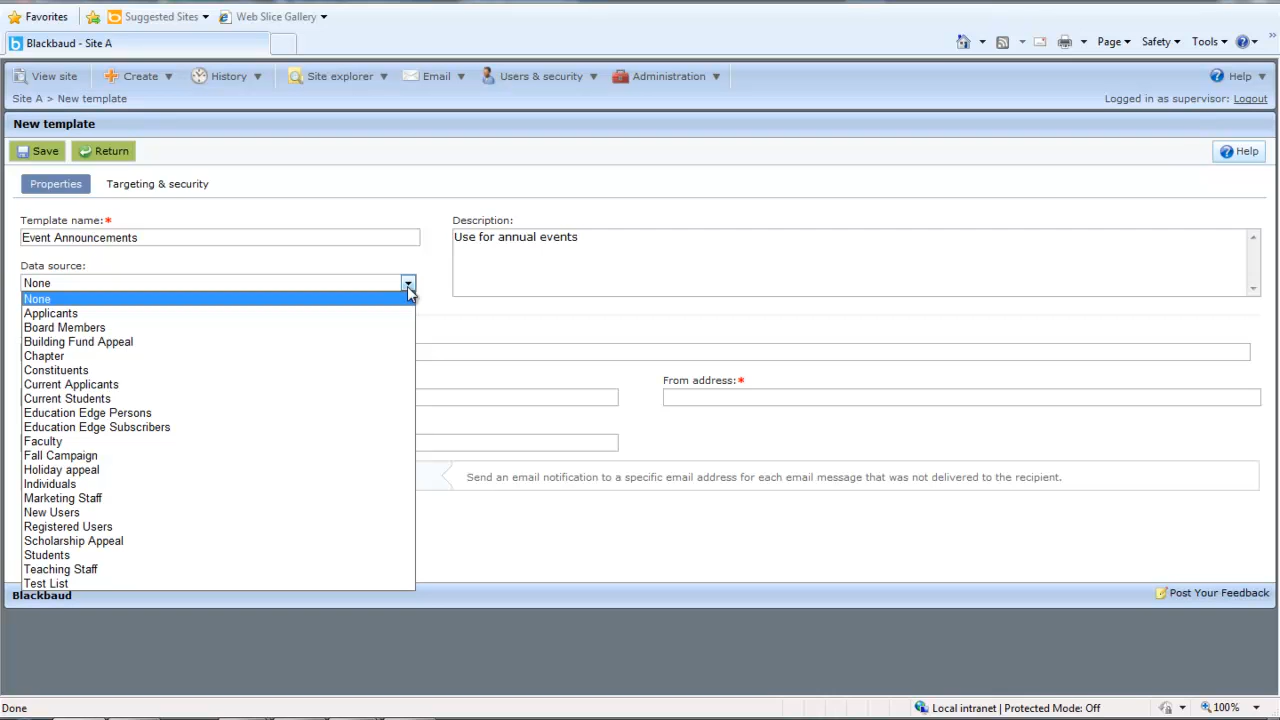 Favorites Suggested Sites Web Slice Gallery
Blackbaud - Site A Page Safety Tools
View site Create History Site explorer Email Users & security Administration Help
Site A > New template Logged in as supervisor: Logout
New template
Save Return Help
Properties Targeting & security
Template name:* Description:
Event Announcements Use for annual events
Data source:
None
None
Applicants
Board Members
Building Fund Appeal
Chapter
Constituents
Current Applicants From address:*
Current Students
Education Edge Persons
Education Edge Subscribers
Faculty
Fall Campaign
Holiday appeal
Send an email notification to a specific email address for each email message that was not delivered to the recipient.
Individuals
Marketing Staff
New Users
Registered Users
Scholarship Appeal
Students
Teaching Staff
Test List
Blackbaud Post Your Feedback
Done Local intranet | Protected Mode: Off 100%